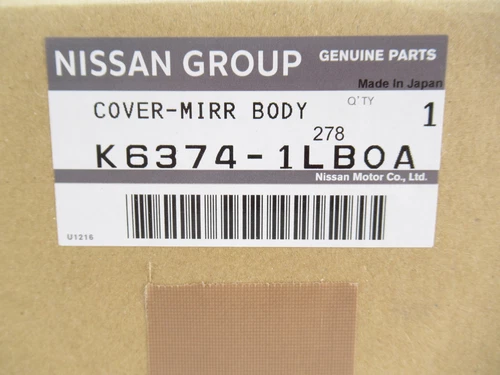 NISSAN GROUP GENUINE PARTS
Made In Japan
COVER-MIRR BODY Q'TY 1
278
K6374-1LB0A
Nissan Motor Co., Ltd.
U1216